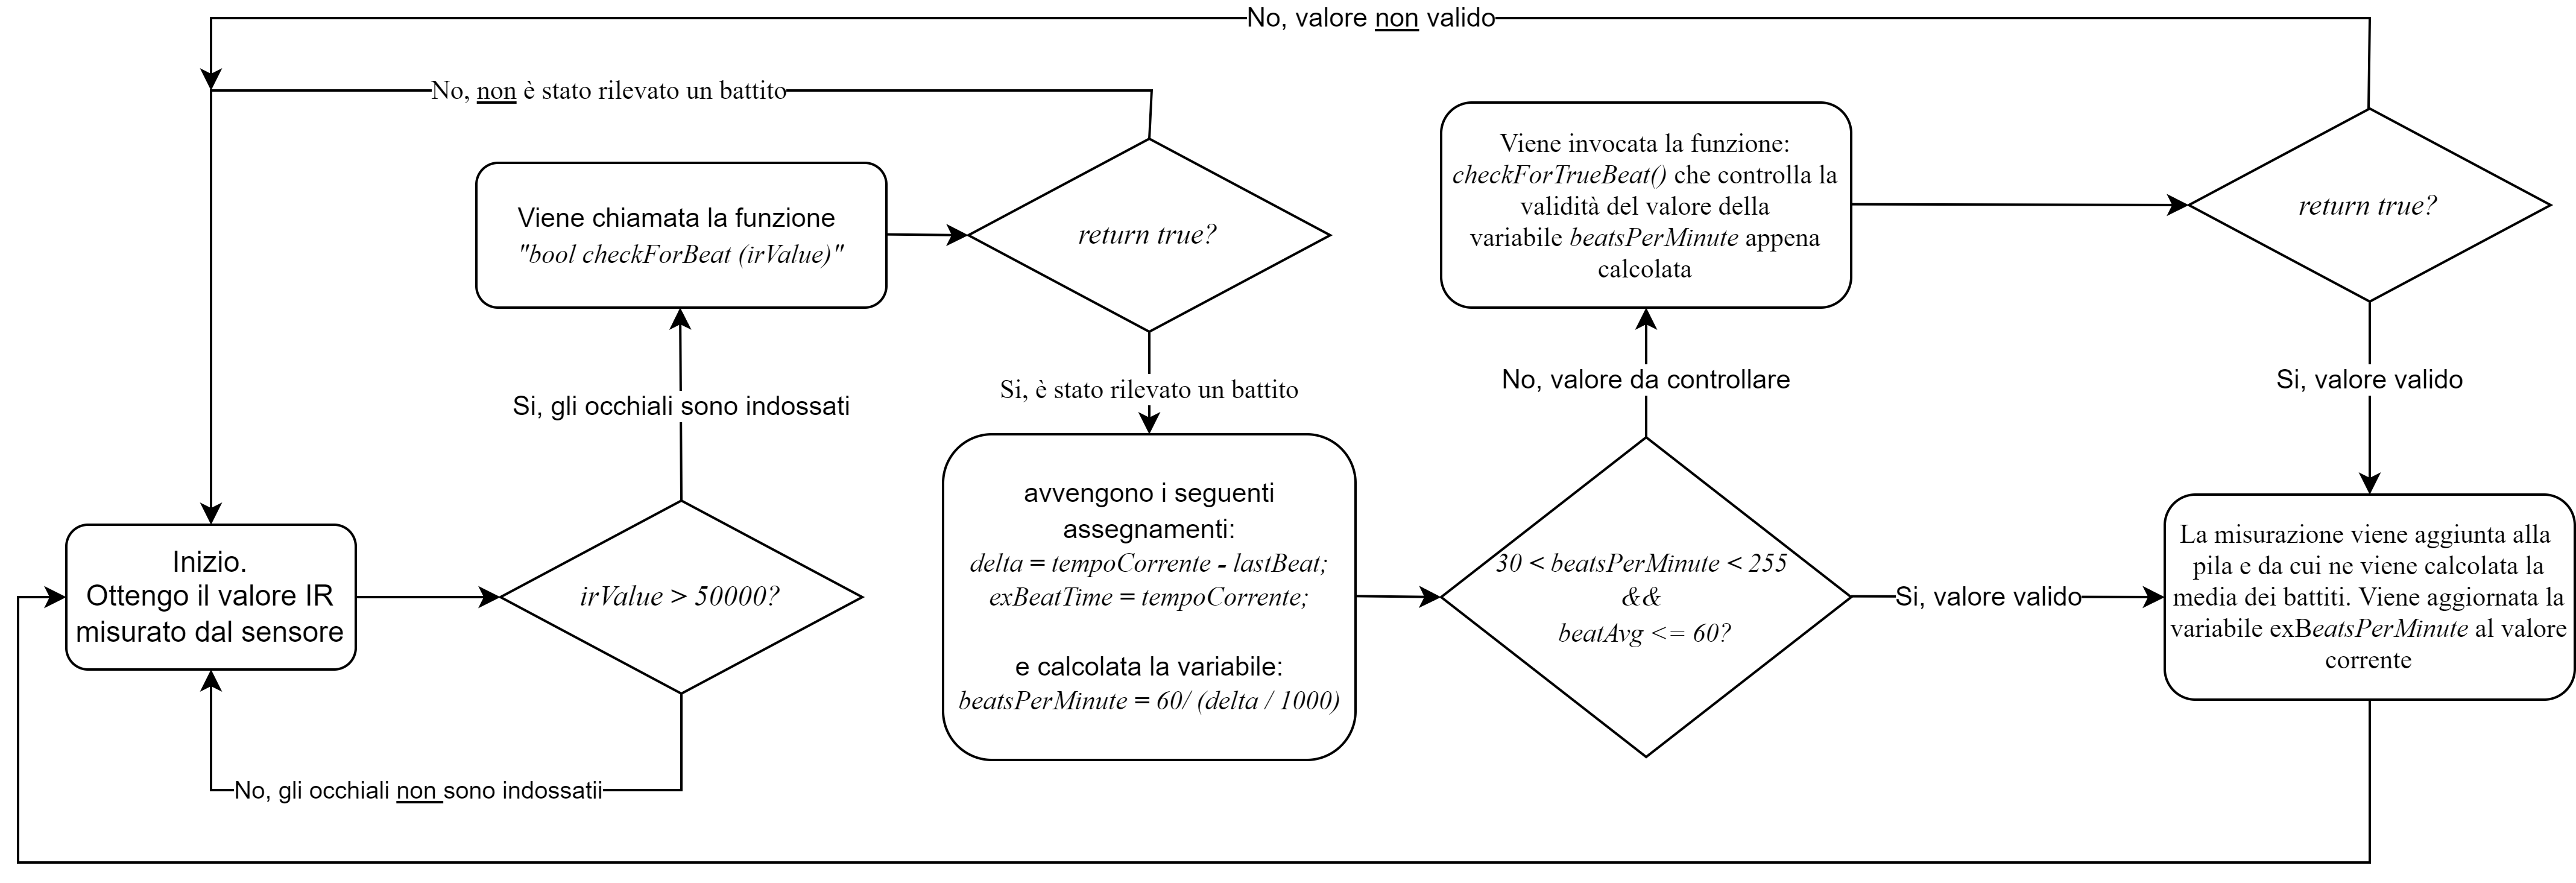 No, valore non valido
No, non è stato rilevato un battito
Viene chiamata la funzione
"bool checkForBeat (irValue)"
return true?
Viene invocata la funzione:
checkForTrueBeat() che controlla la
validità del valore della
variabile beatsPerMinute appena
calcolata
return true?
Si, gli occhiali sono indossati
Si, è stato rilevato un battito
No, valore da controllare
Si, valore valido
Inizio.
Ottengo il valore IR
misurato dal sensore
irValue > 50000?
avvengono i seguenti
assegnamenti:
delta = tempoCorrente - lastBeat;
exBeatTime = tempoCorrente;
e calcolata la variabile:
beatsPerMinute = 60/ (delta / 1000)
30 < beatsPerMinute < 255
&&
beatAvg <= 60?
Si, valore valido
La misurazione viene aggiunta alla
pila e da cui ne viene calcolata la
media dei battiti. Viene aggiornata la
variabile exBeatsPerMinute al valore
corrente
No, gli occhiali non sono indossatii